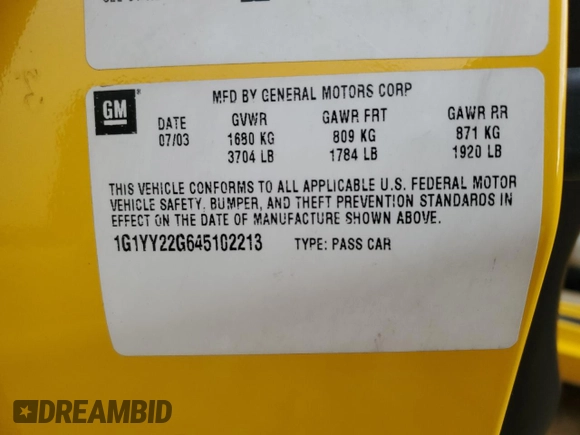 MFD BY GENERAL MOTORS CORP
GM
DATE GVWR GAWR FRT GAWR RR
07/03 1680 KG 809 KG 871 KG
3704 LB 1784 LB 1920 LB
THIS VEHICLE CONFORMS TO ALL APPLICABLE U.S. FEDERAL MOTOR
VEHICLE SAFETY, BUMPER, AND THEFT PREVENTION STANDARDS IN
EFFECT ON THE DATE OF MANUFACTURE SHOWN ABOVE.
1G1YY22G645102213 TYPE: PASS CAR
DREAMBID